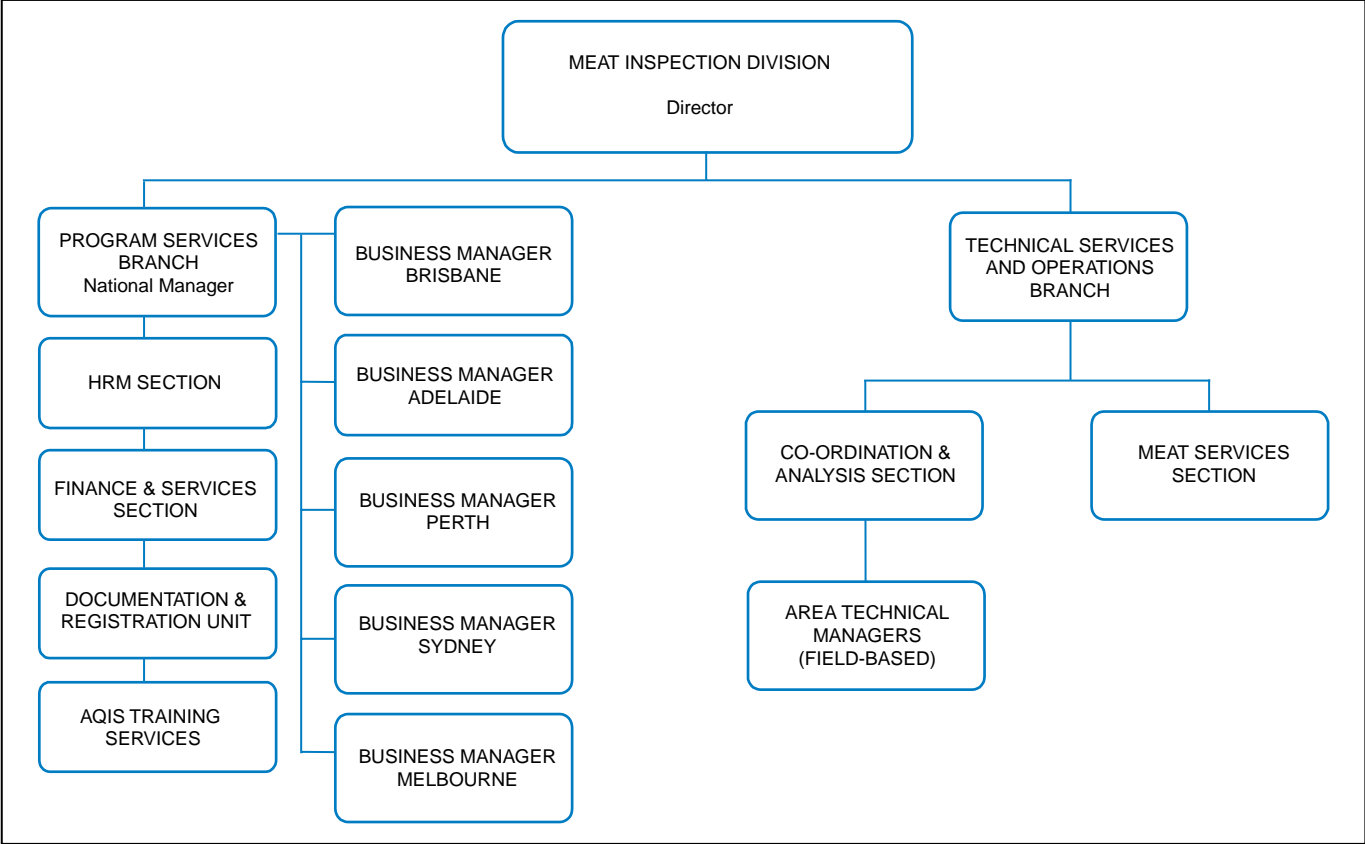 MEAT INSPECTION DIVISION
Director
PROGRAM SERVICES
BRANCH
National Manager
HRM SECTION
FINANCE & SERVICES
SECTION
DOCUMENTATION &
REGISTRATION UNIT
AQIS TRAINING
SERVICES
BUSINESS MANAGER
BRISBANE
BUSINESS MANAGER
ADELAIDE
BUSINESS MANAGER
PERTH
BUSINESS MANAGER
SYDNEY
BUSINESS MANAGER
MELBOURNE
TECHNICAL SERVICES
AND OPERATIONS
BRANCH
CO-ORDINATION &
ANALYSIS SECTION
AREA TECHNICAL
MANAGERS
(FIELD-BASED)
MEAT SERVICES
SECTION